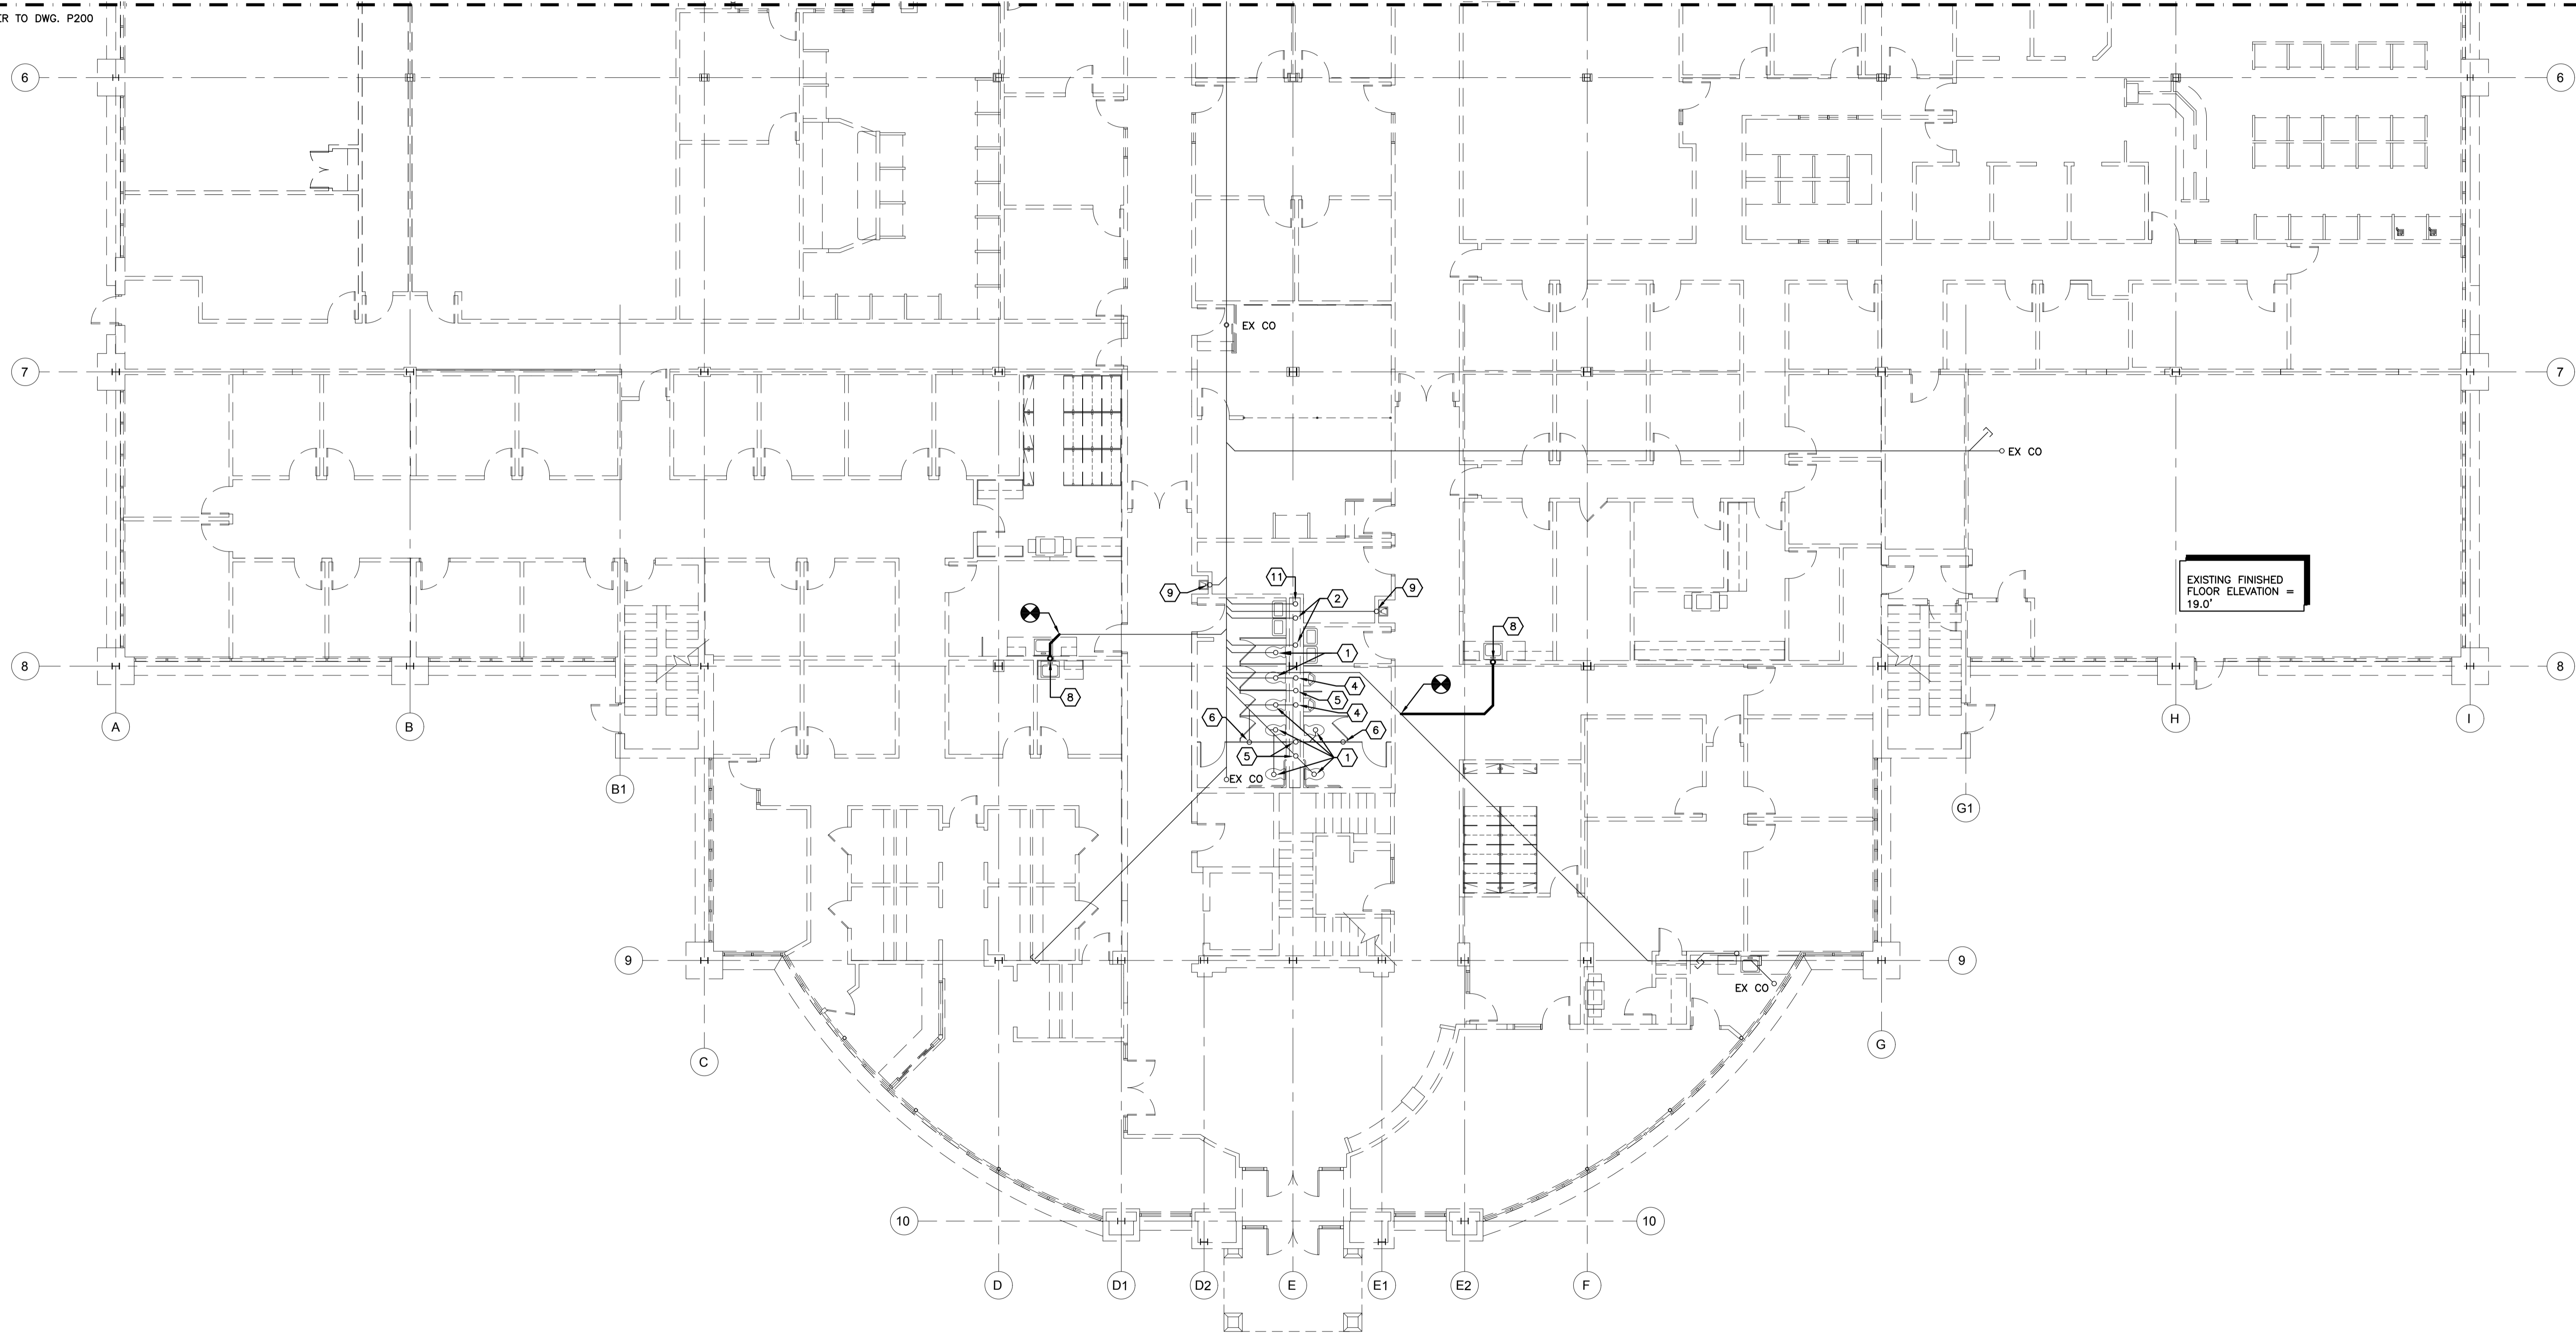 ER TO DWG. P200
6
6
EX CO
7
7
EX CO
EXISTING FINISHED
FLOOR ELEVATION =
19.0'
9
11
2
9
8
8
1
4
8
5
4
6
6
5
1
EX CO
8
8
A
B
B1
H
I
G1
9
9
EX CO
C
G
10
10
D
D1
D2
E
E1
E2
F